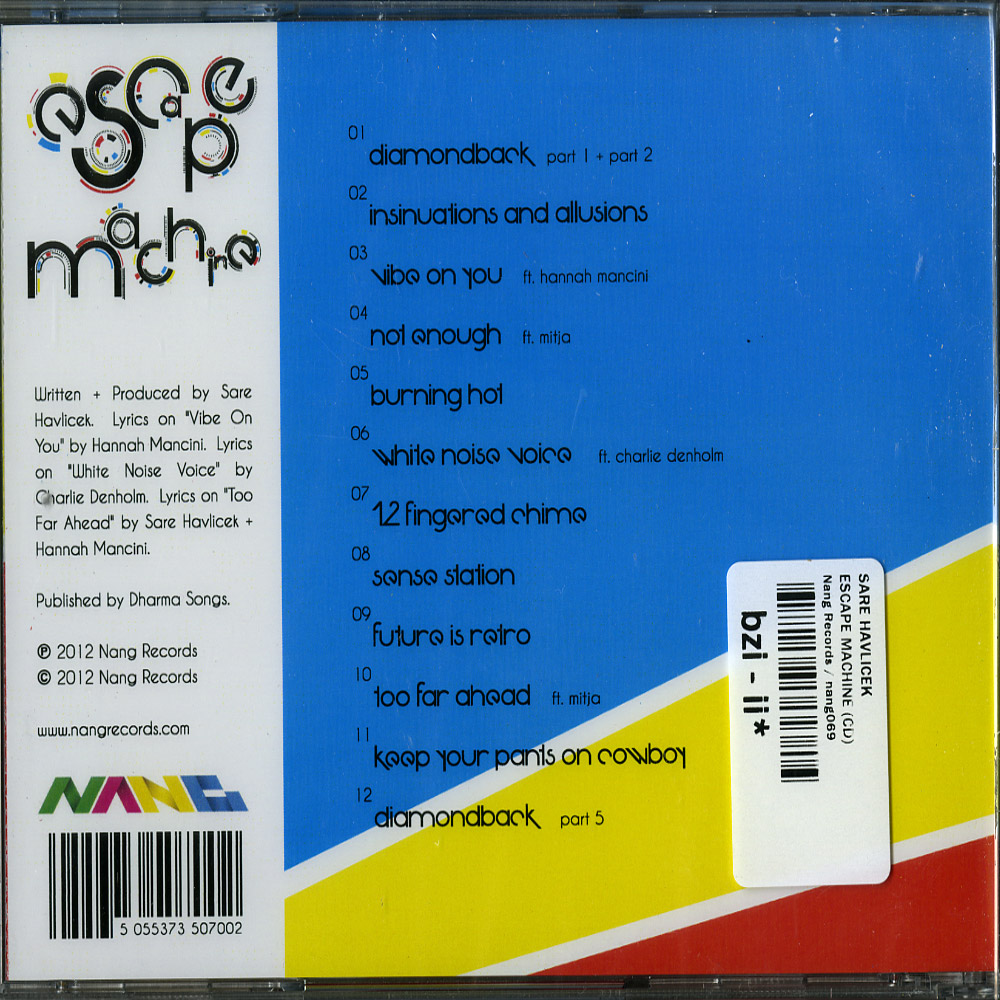 escape
machine
Written + Produced by Sare
Havlicek. Lyrics on "Vibe On
You" by Hannah Mancini. Lyrics
on "White Noise Voice" by
Charlie Denholm. Lyrics on "Too
Far Ahead" by Sare Havlicek +
Hannah Mancini.
Published by Dharma Songs.
℗ 2012 Nang Records
© 2012 Nang Records
www.nangrecords.com
NANG
5 055373 507002
01
diamondback part 1 + part 2
02
insinuations and allusions
03
vibe on you ft. hannah mancini
04
not enough ft. mitja
05
burning hot
06
white noise voice ft. charlie denholm
07
12 fingered chime
08
sense station
09
future is retro
10
too far ahead ft. mitja
11
keep your pants on cowboy
12
diamondback part 5
SARE HAVLICEK
ESCAPE MACHINE (CD)
Nang Records / nang069
bzi - ii*